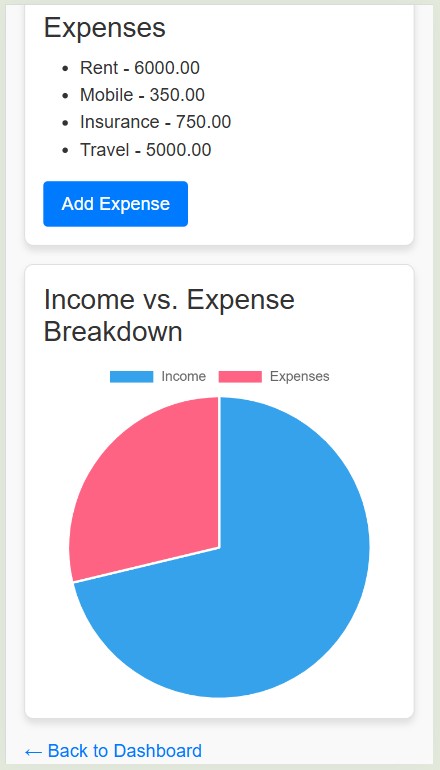 Expenses
Rent - 6000.00
Mobile - 350.00
Insurance - 750.00
Travel - 5000.00
Add Expense
Income vs. Expense
Breakdown
Income Expenses
← Back to Dashboard